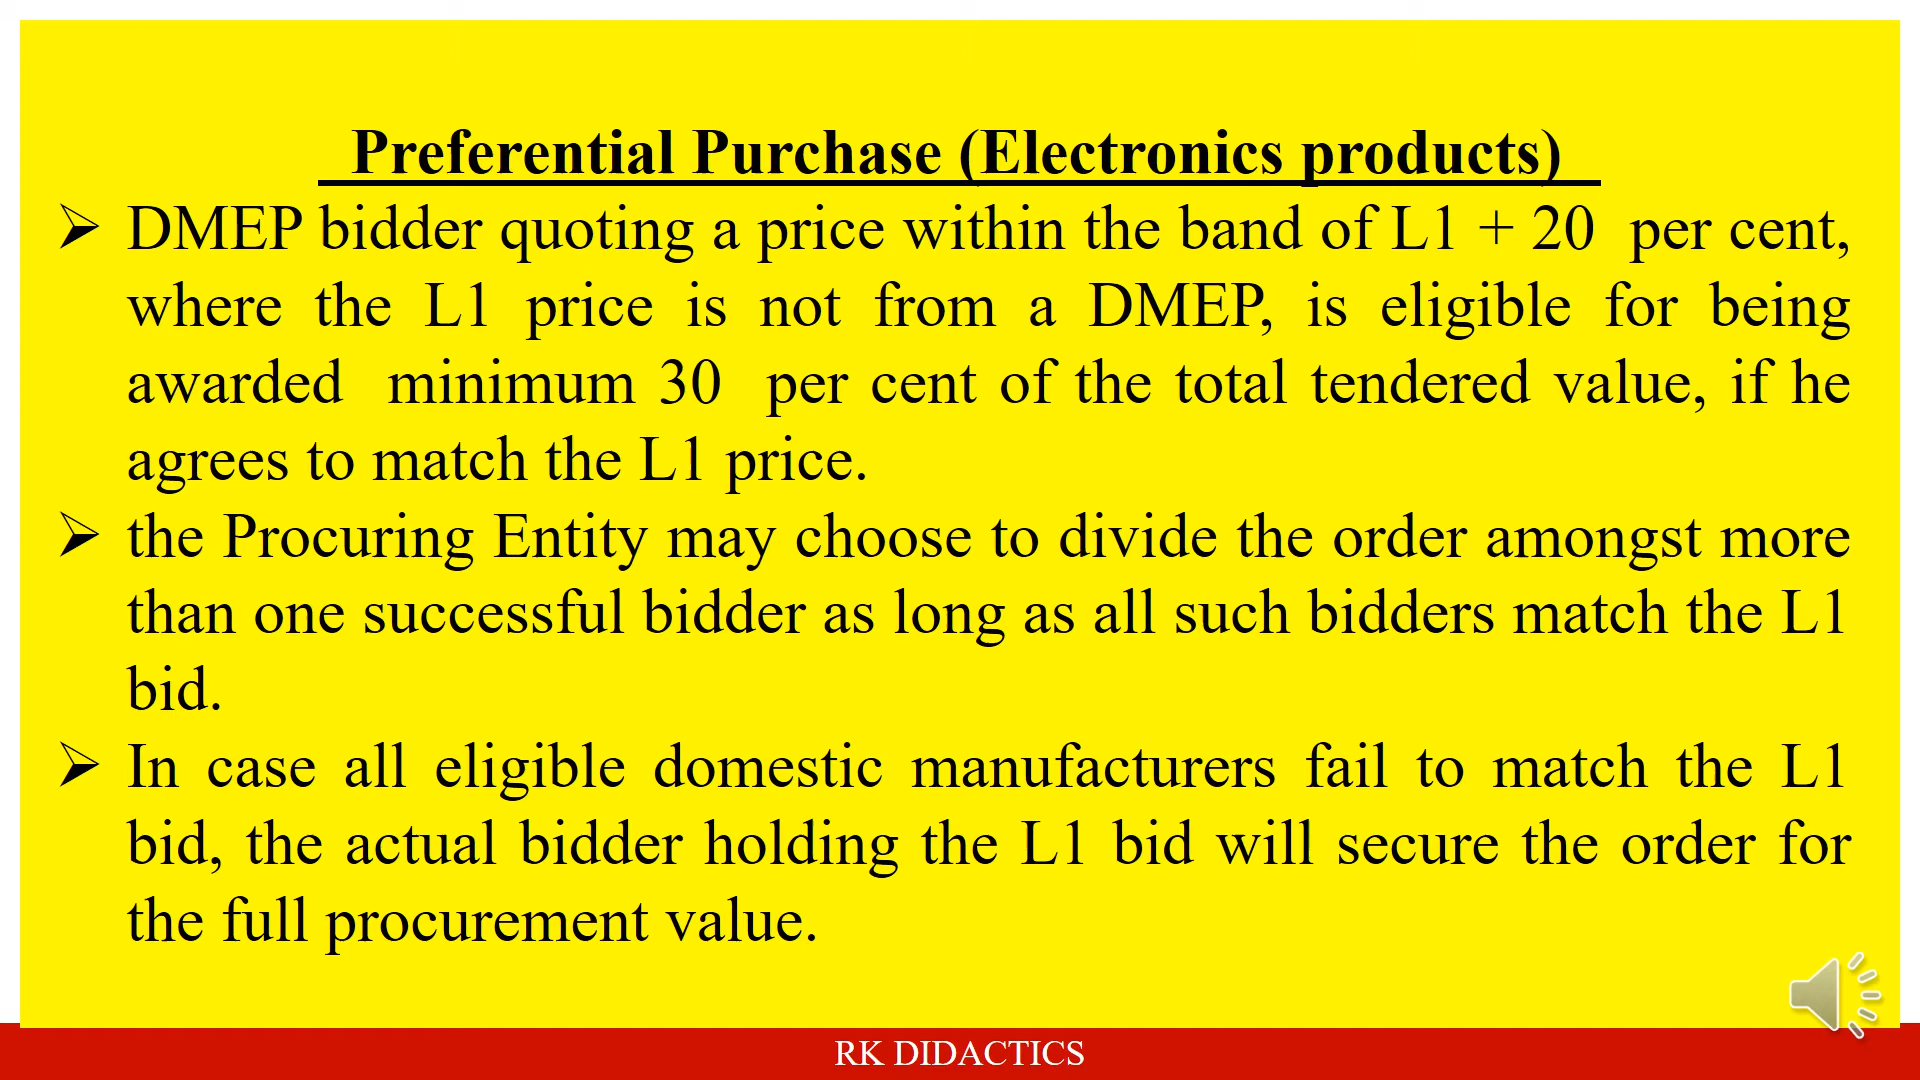 Preferential Purchase (Electronics products)
➢ DMEP bidder quoting a price within the band of L1 + 20 per cent,
where the L1 price is not from a DMEP, is eligible for being
awarded minimum 30 per cent of the total tendered value, if he
agrees to match the L1 price.
➢ the Procuring Entity may choose to divide the order amongst more
than one successful bidder as long as all such bidders match the L1
bid.
➢ In case all eligible domestic manufacturers fail to match the L1
bid, the actual bidder holding the L1 bid will secure the order for
the full procurement value.
RK DIDACTICS